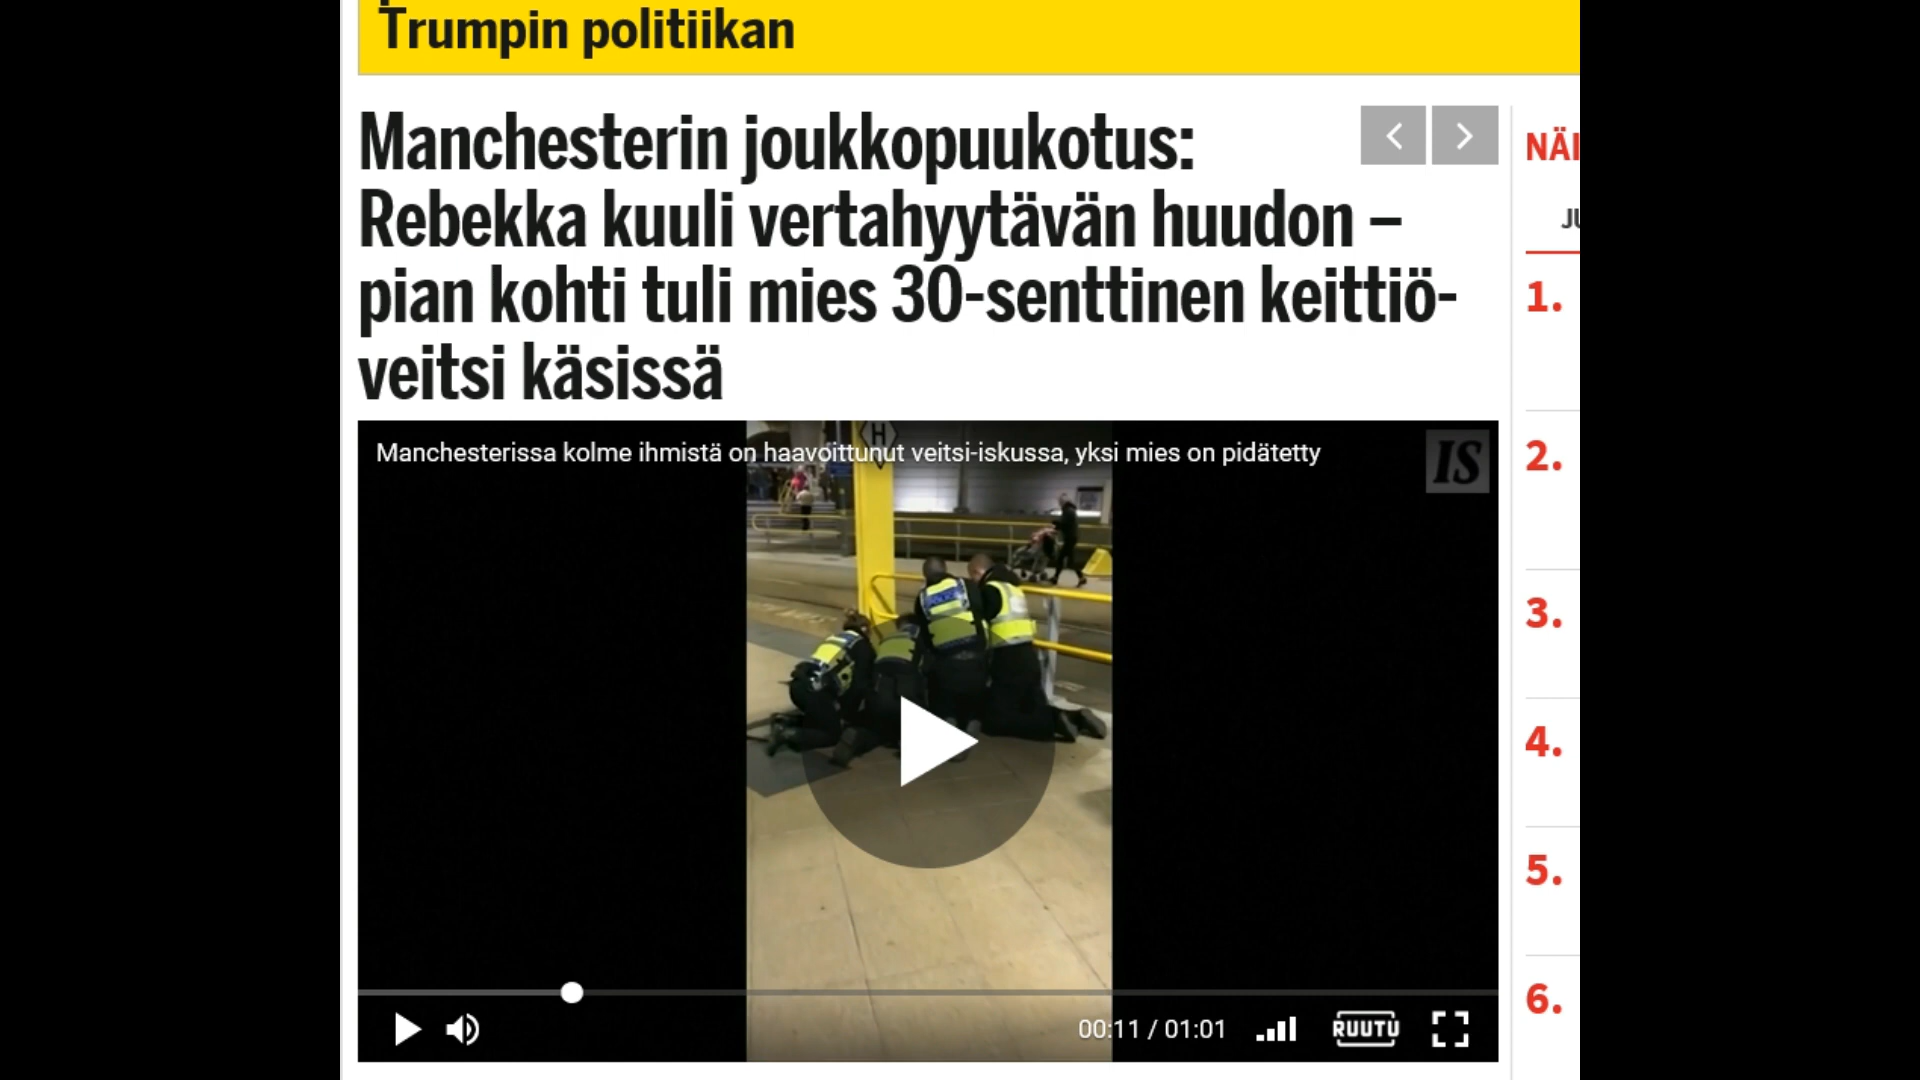 Trumpin politiikan
Manchesterin joukkopuukotus:
Rebekka kuuli vertahyytävän huudon –
pian kohti tuli mies 30-senttinen keittiö-
veitsi käsissä
Manchesterissa kolme ihmistä on haavoittunut veitsi-iskussa, yksi mies on pidätetty
IS
H
POLICE
00:11 / 01:01
RUUTU
1.
2.
3.
4.
5.
6.